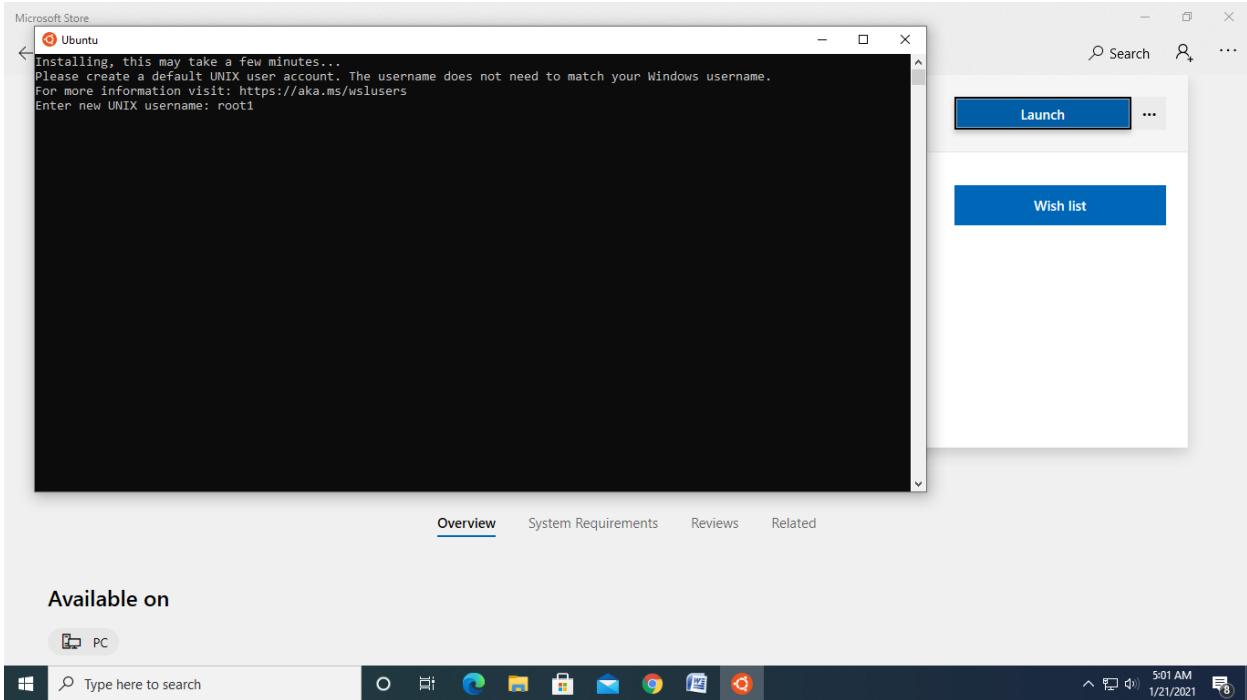 Microsoft Store
Ubuntu
Installing, this may take a few minutes...
Please create a default UNIX user account. The username does not need to match your Windows username.
For more information visit: https://aka.ms/wslusers
Enter new UNIX username: root1
Search
Launch
Wish list
Overview System Requirements Reviews Related
Available on
PC
Type here to search
5:01 AM
1/21/2021
8